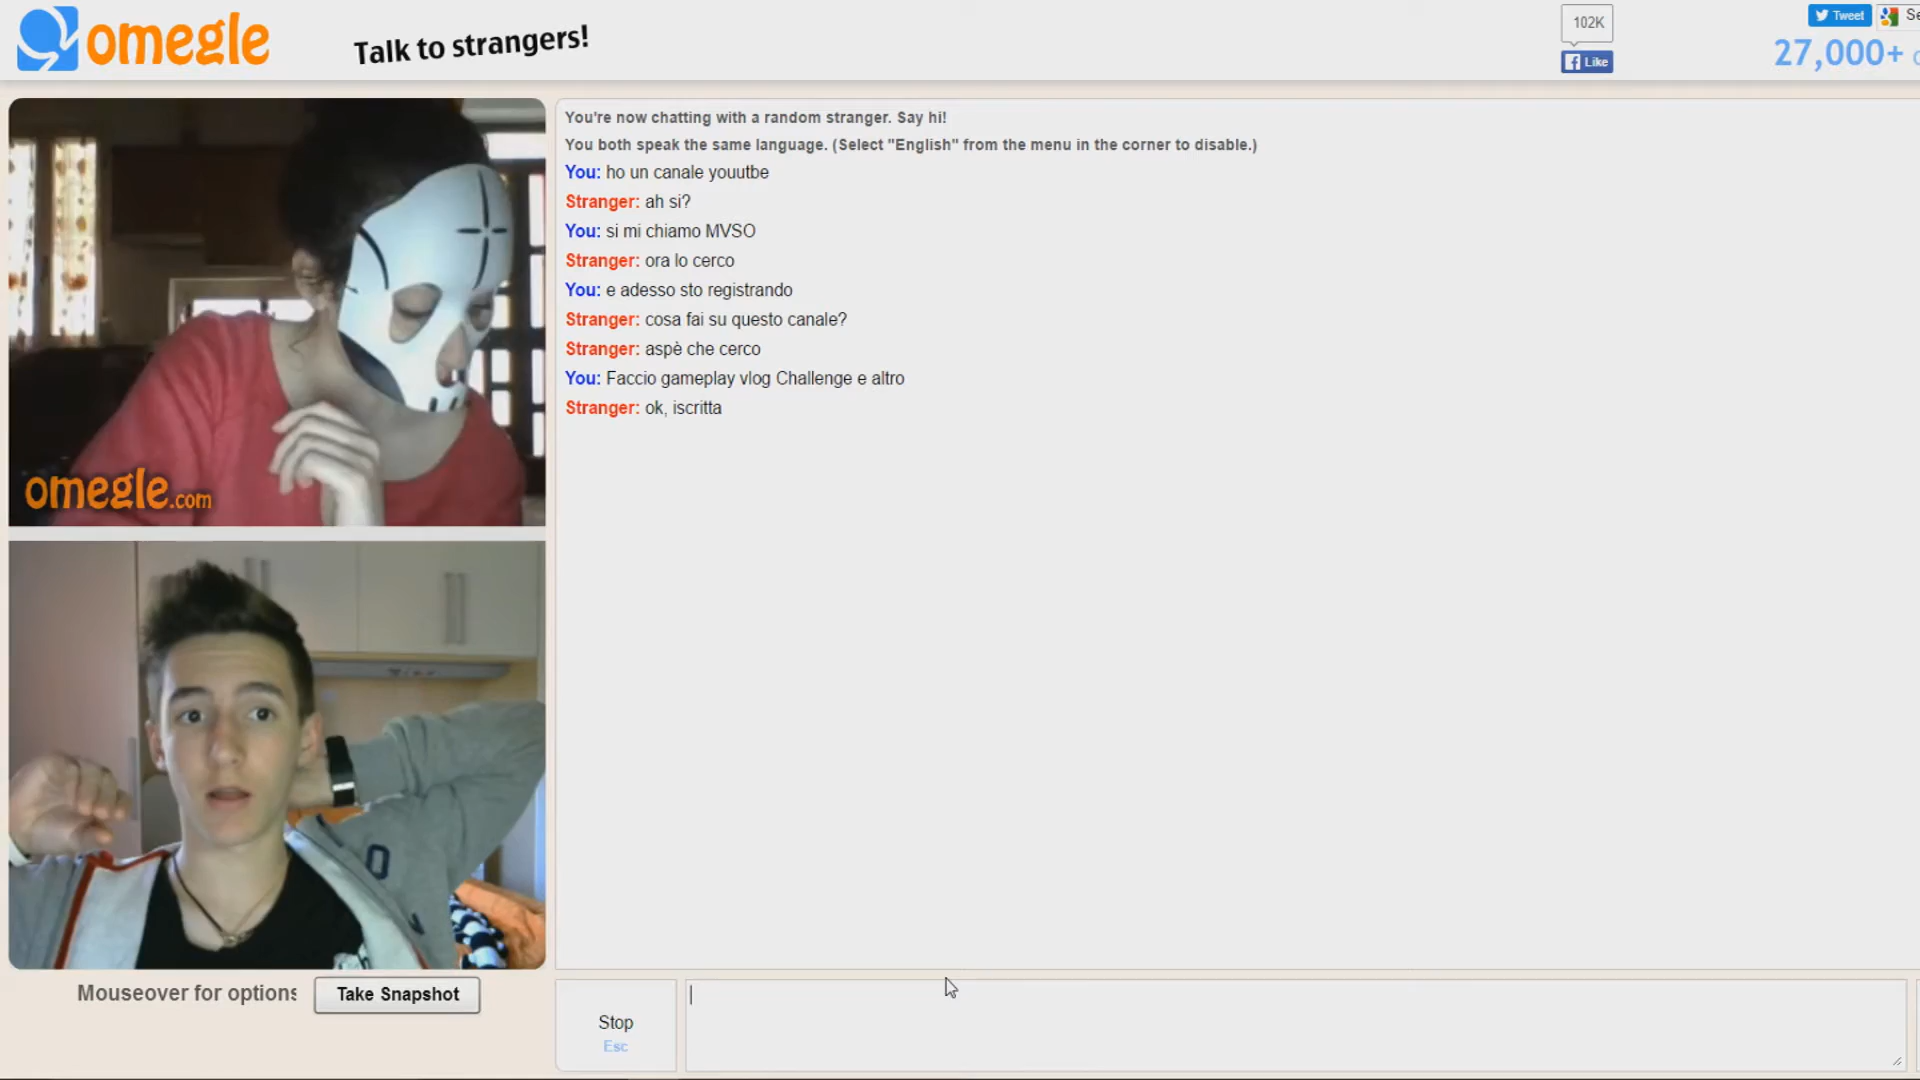 omegle
Talk to strangers!
102K
Like
Tweet
27,000+
You're now chatting with a random stranger. Say hi!
You both speak the same language. (Select "English" from the menu in the corner to disable.)
You: ho un canale youutbe
Stranger: ah si?
You: si mi chiamo MVSO
Stranger: ora lo cerco
You: e adesso sto registrando
Stranger: cosa fai su questo canale?
Stranger: aspè che cerco
You: Faccio gameplay vlog Challenge e altro
Stranger: ok, iscritta
omegle.com
Mouseover for options
Take Snapshot
Stop
Esc